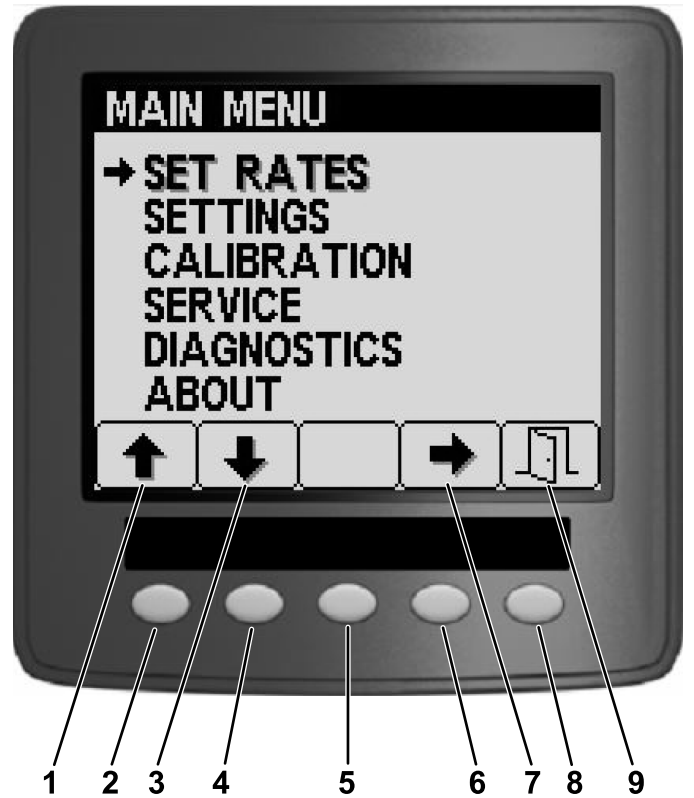 MAIN MENU
SET RATES
SETTINGS
CALIBRATION
SERVICE
DIAGNOSTICS
ABOUT
1 2 3 4 5 6 7 8 9